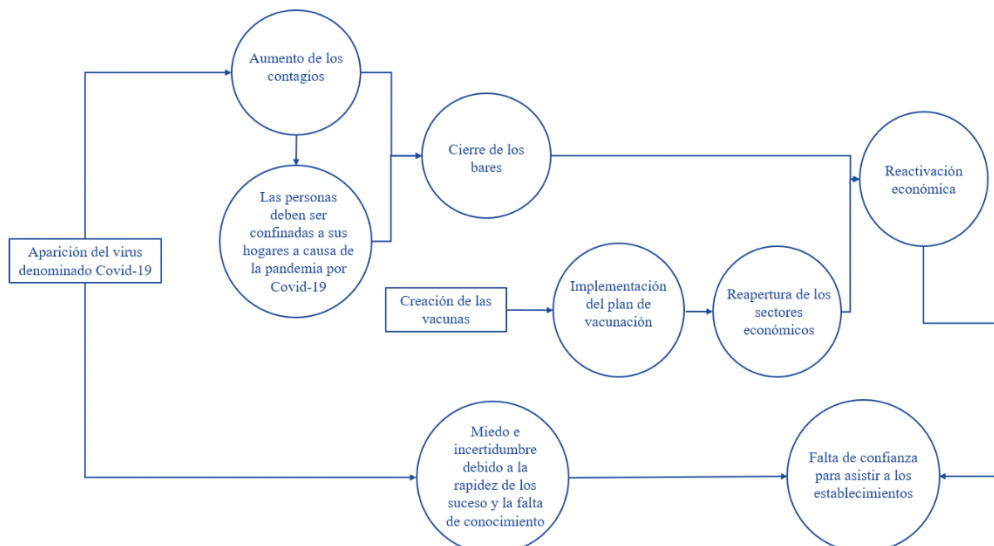 Aumento de los
contagios
Cierre de los
bares
Reactivación
económica
Las personas
deben ser
confinadas a sus
hogares a causa de
la pandemia por
Covid-19
Aparición del virus
denominado Covid-19
Creación de las
vacunas
Implementación
del plan de
vacunación
Reapertura de los
sectores
económicos
Miedo e
incertidumbre
debido a la
rapidez de los
suceso y la falta
de conocimiento
Falta de confianza
para asistir a los
establecimientos